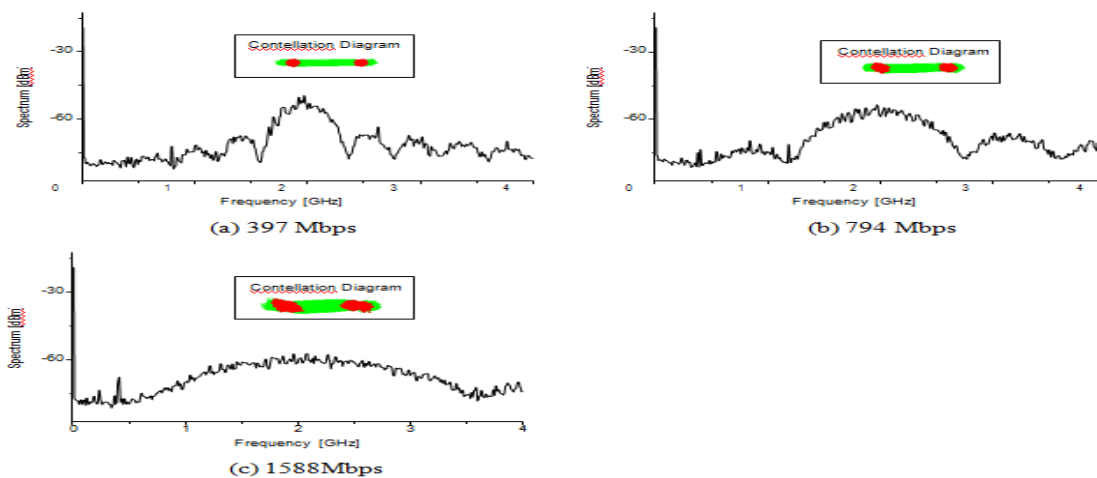 Contellation Diagram
-30
-60
Spectrum [dBm
0 1 2 3 4
Frequency [GHz]
(a) 397 Mbps
Contellation Diagram
-30
-60
Spectrum [dBm
0 1 2 3 4
Frequency [GHz]
(b) 794 Mbps
Contellation Diagram
-30
-60
Spectrum [dBm
0 1 2 3 4
Frequency [GHz]
(c) 1588Mbps